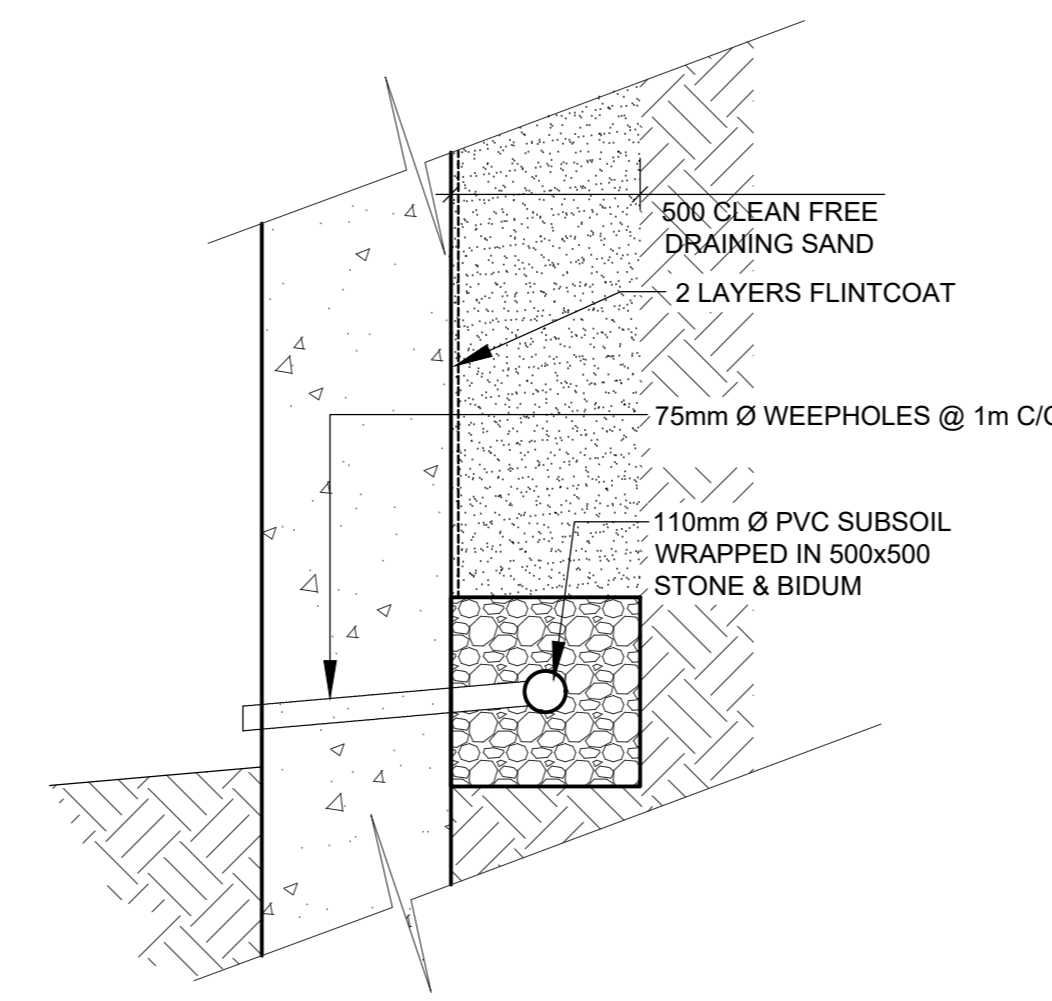 500 CLEAN FREE
DRAINING SAND
2 LAYERS FLINTCOAT
75mm Ø WEEPHOLES @ 1m
110mm Ø PVC SUBSOIL
WRAPPED IN 500x500
STONE & BIDUM